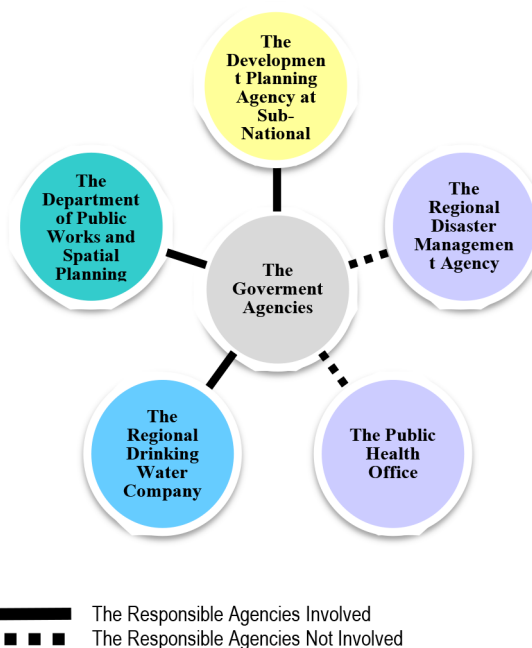 The
Developmen
t Planning
Agency at
Sub-
National
The
Department
of Public
Works and
Spatial
Planning
The
Regional
Disaster
Managemen
t Agency
The
Goverment
Agencies
The
Regional
Drinking
Water
Company
The Public
Health
Office
The Responsible Agencies Involved
The Responsible Agencies Not Involved